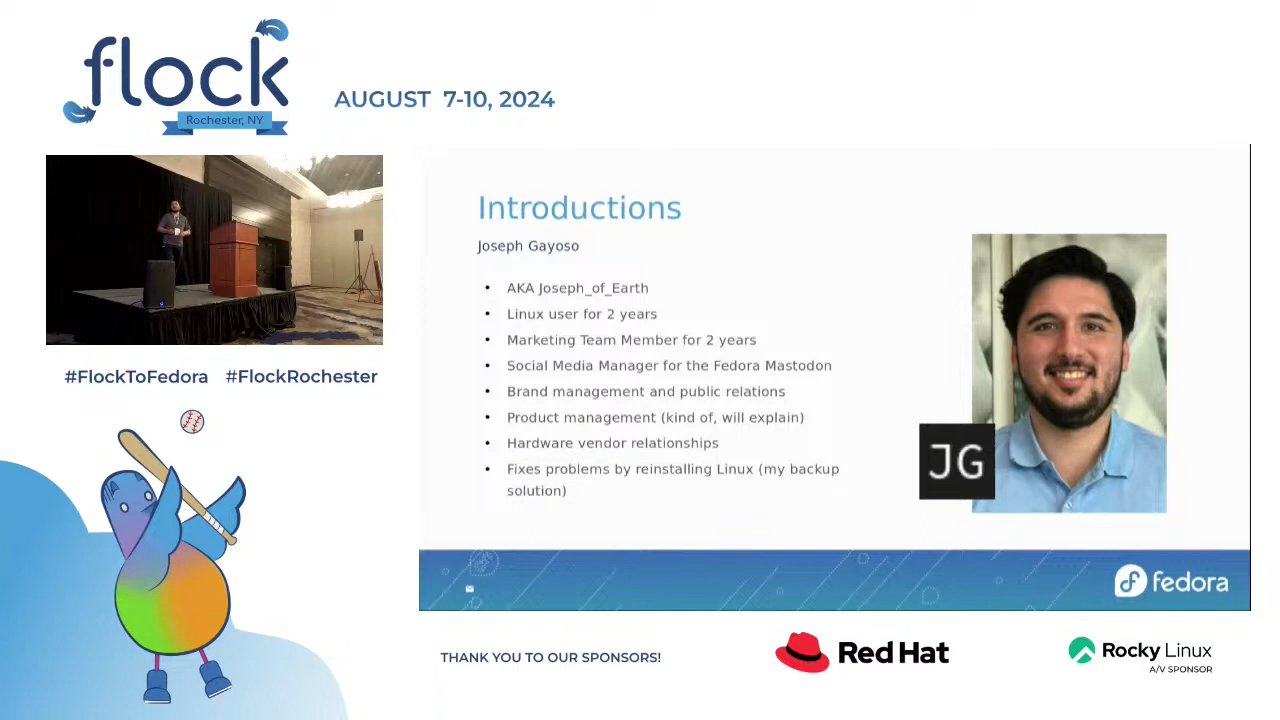 flock
Rochester, NY
AUGUST 7-10, 2024
#FlockToFedora #FlockRochester
Introductions
Joseph Gayoso
• AKA Joseph_of_Earth
• Linux user for 2 years
• Marketing Team Member for 2 years
• Social Media Manager for the Fedora Mastodon
• Brand management and public relations
• Product management (kind of, will explain)
• Hardware vendor relationships
• Fixes problems by reinstalling Linux (my backup
solution)
JG
fedora
THANK YOU TO OUR SPONSORS!
Red Hat
Rocky Linux
A/V SPONSOR